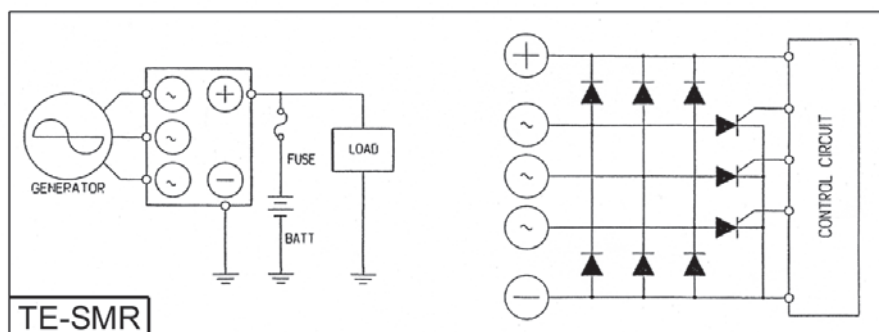 GENERATOR
~
~
~
+
−
FUSE
BATT
LOAD
+
~
~
~
−
CONTROL CIRCUIT
TE-SMR